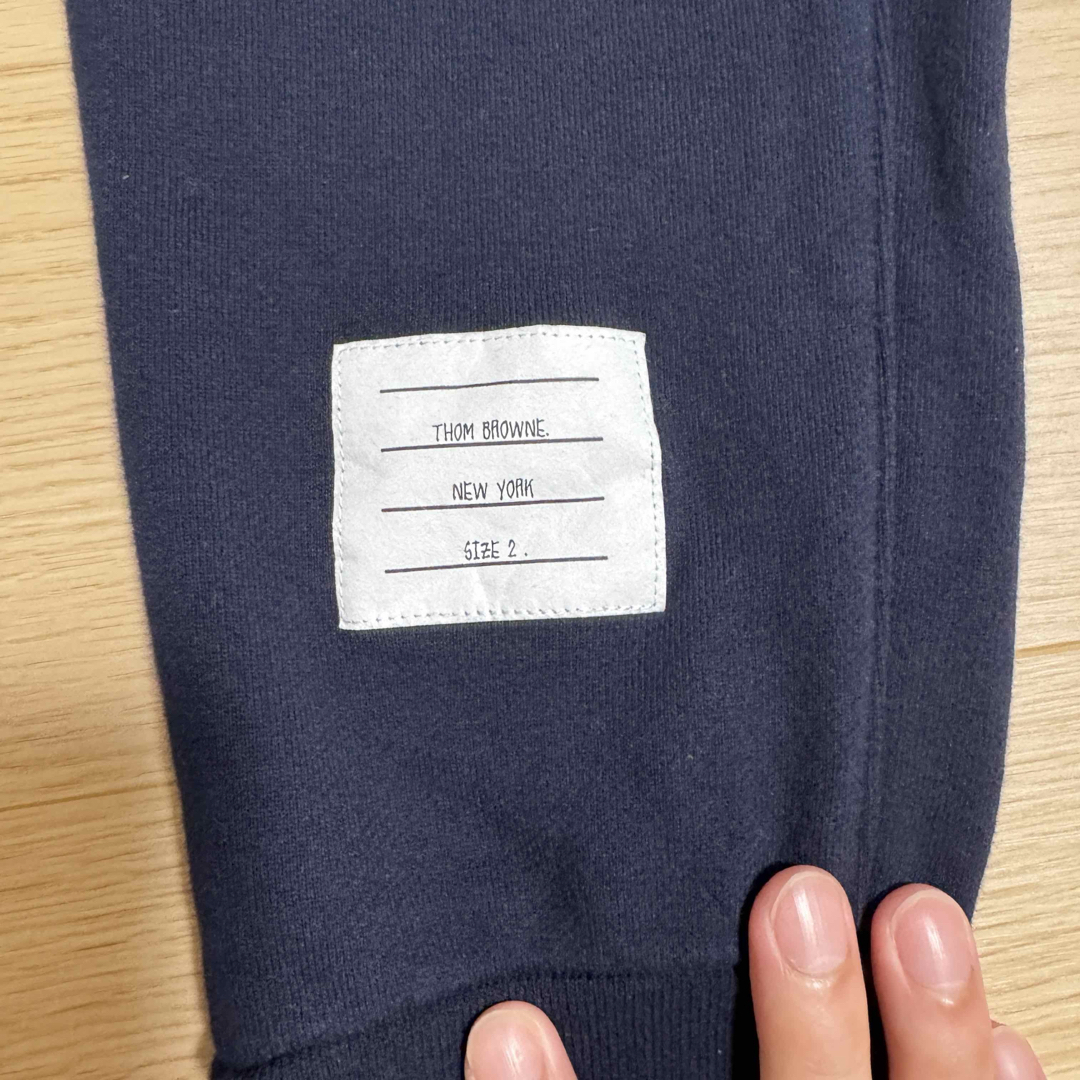 THOM BROWNE.
NEW YORK
SIZE 2 .